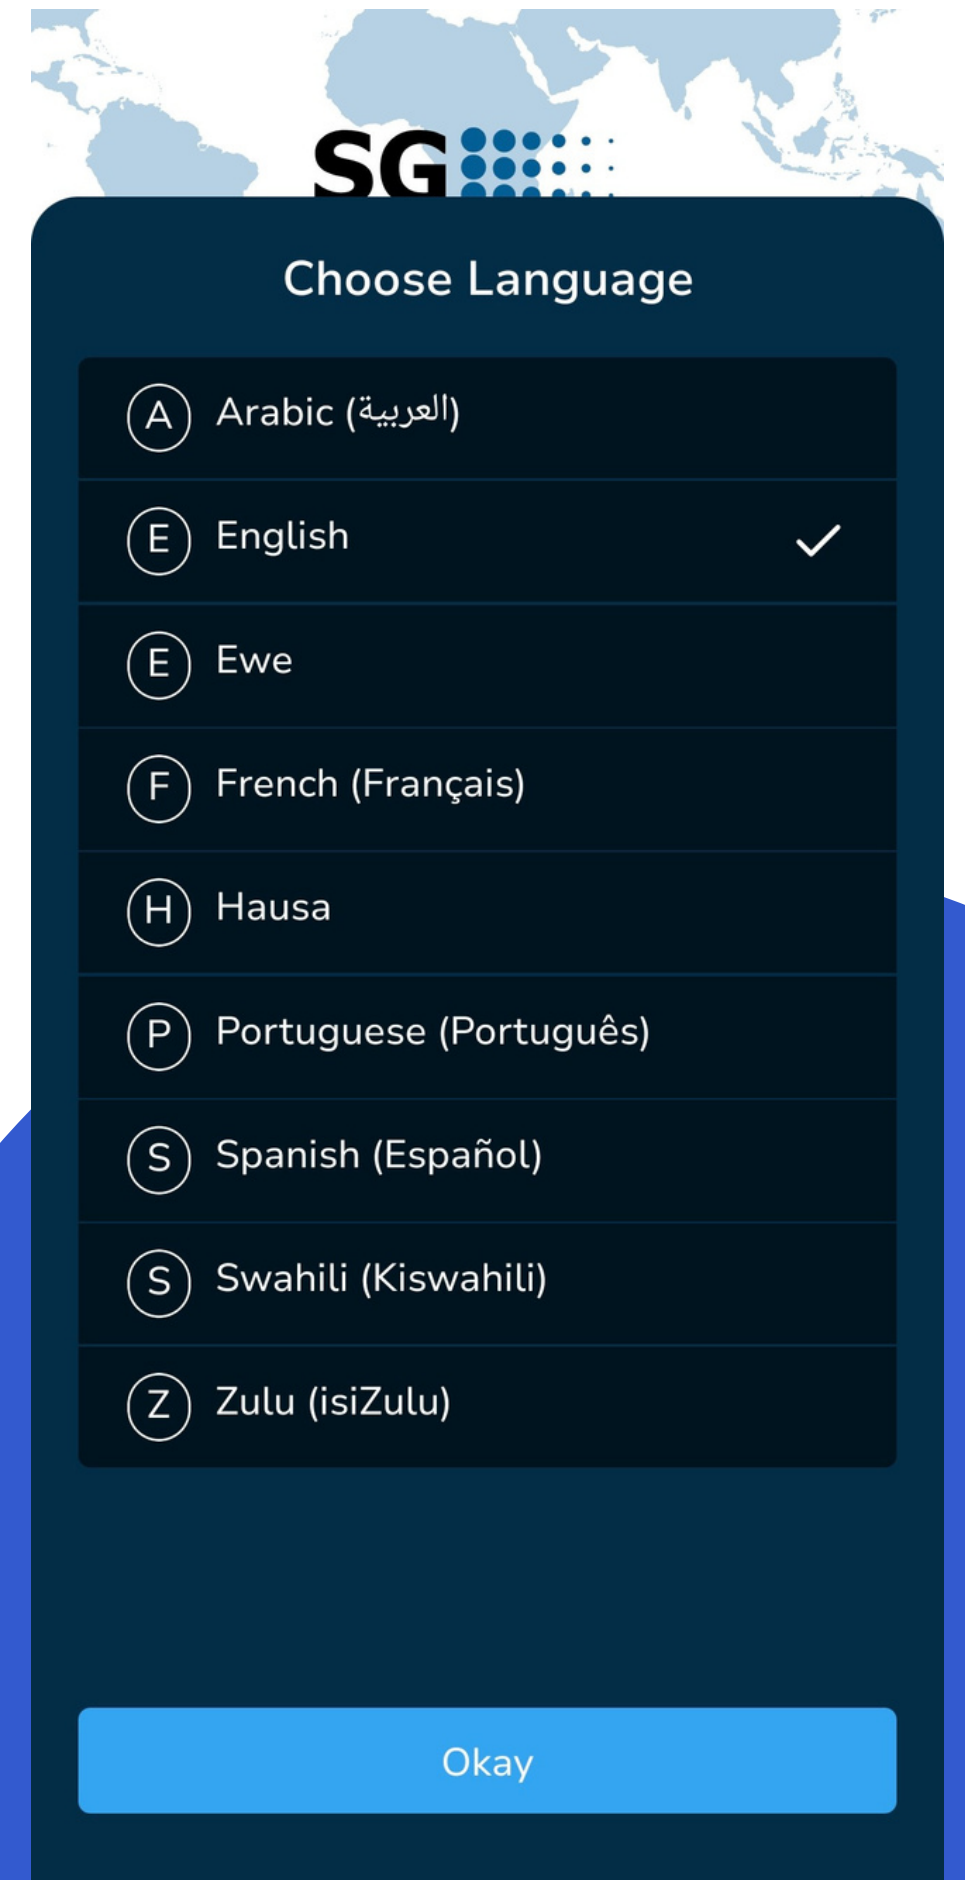 SG
Choose Language
A Arabic (العربية)
E English
E Ewe
F French (Français)
H Hausa
P Portuguese (Português)
S Spanish (Español)
S Swahili (Kiswahili)
Z Zulu (isiZulu)
Okay